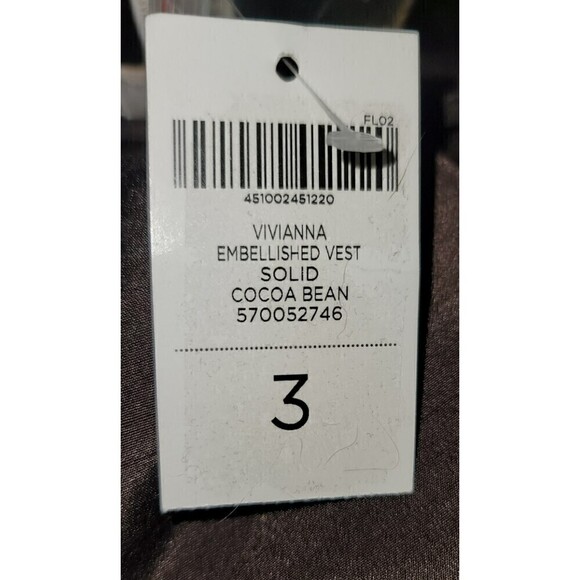 FL02
451002451220
VIVIANNA
EMBELLISHED VEST
SOLID
COCOA BEAN
570052746
3